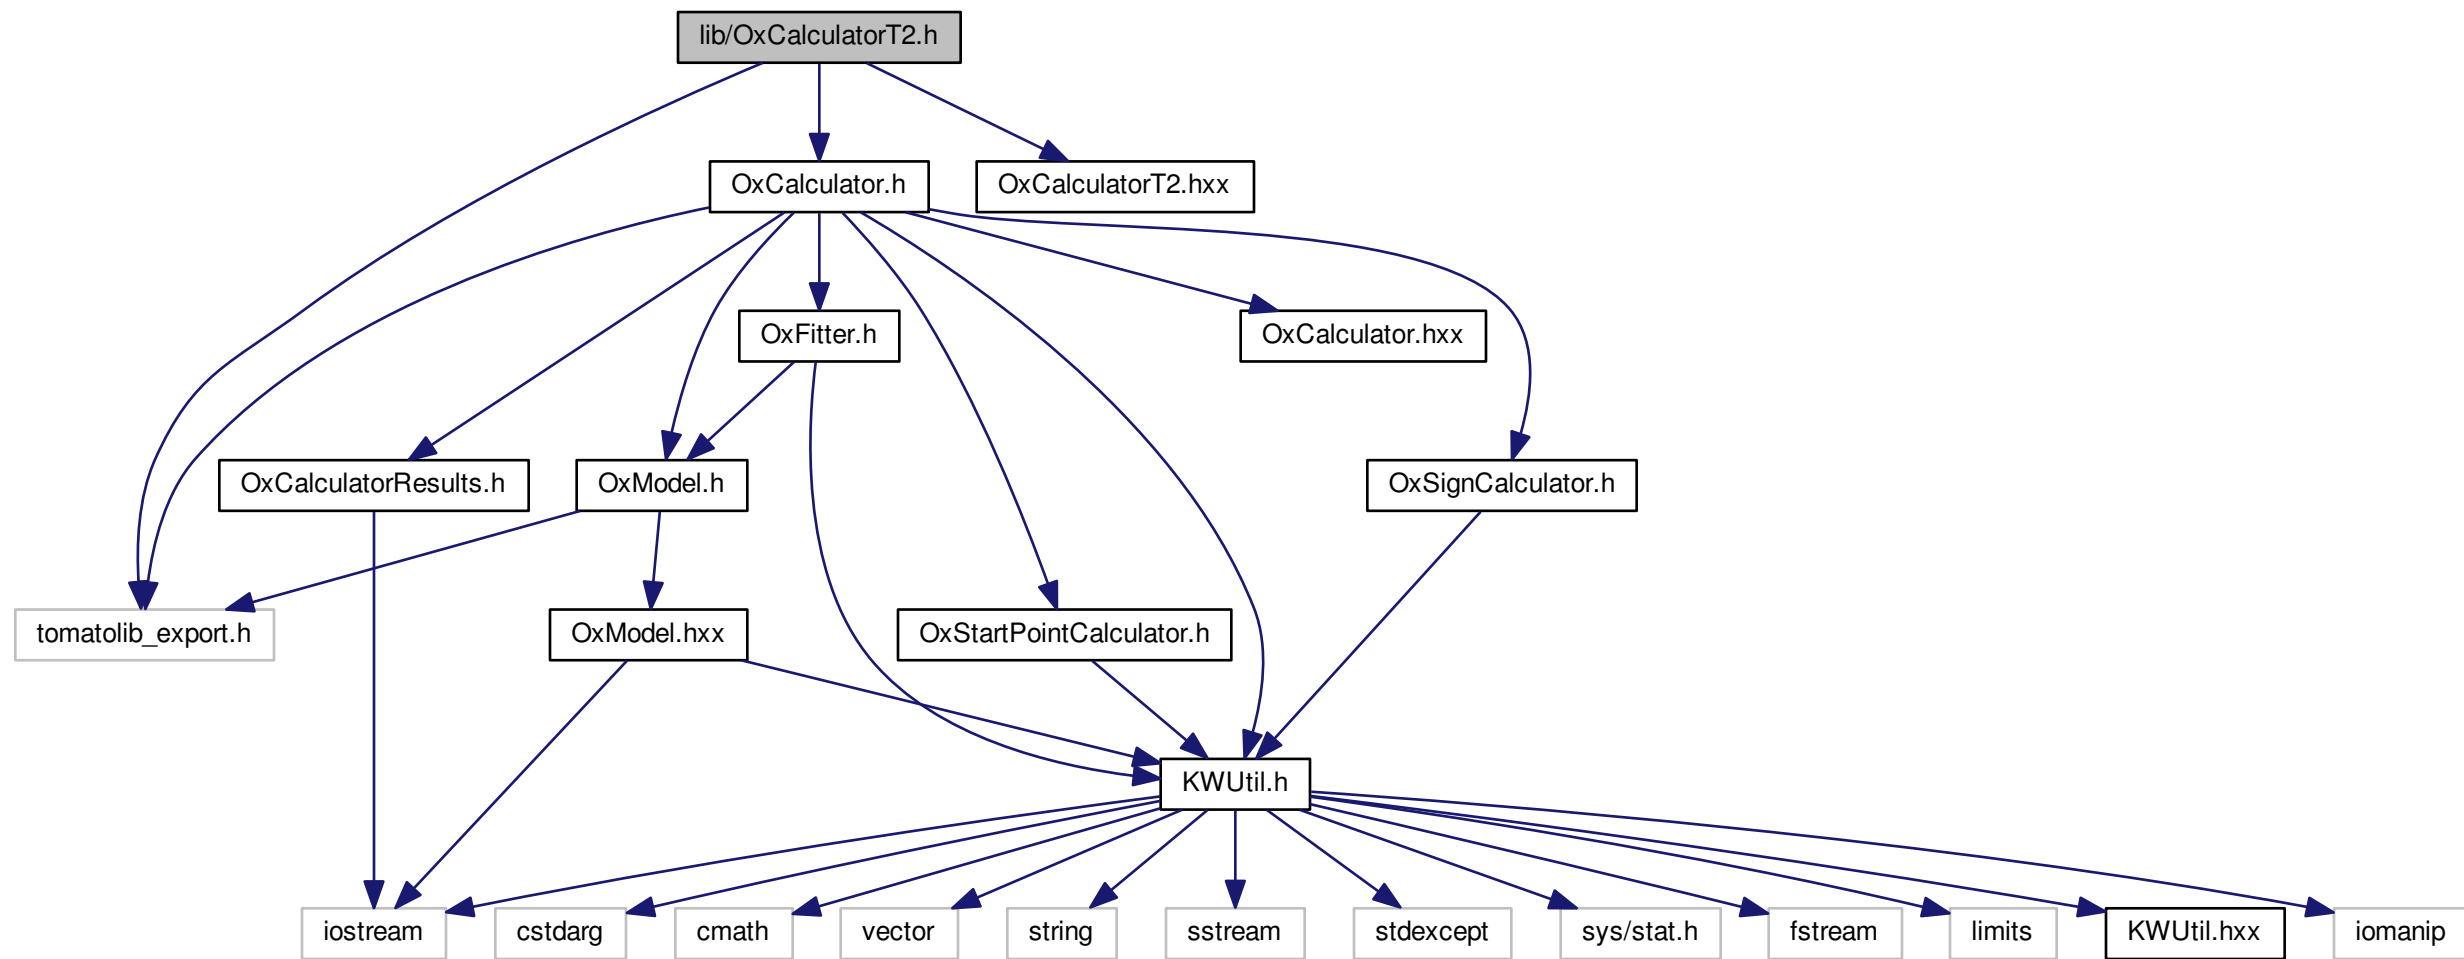 lib/OxCalculatorT2.h
OxCalculator.h
OxCalculatorT2.hxx
OxFitter.h
OxCalculator.hxx
OxCalculatorResults.h
OxModel.h
OxSignCalculator.h
tomatolib_export.h
OxModel.hxx
OxStartPointCalculator.h
KWUtil.h
iostream
cstdarg
cmath
vector
string
sstream
stdexcept
sys/stat.h
fstream
limits
KWUtil.hxx
iomanip